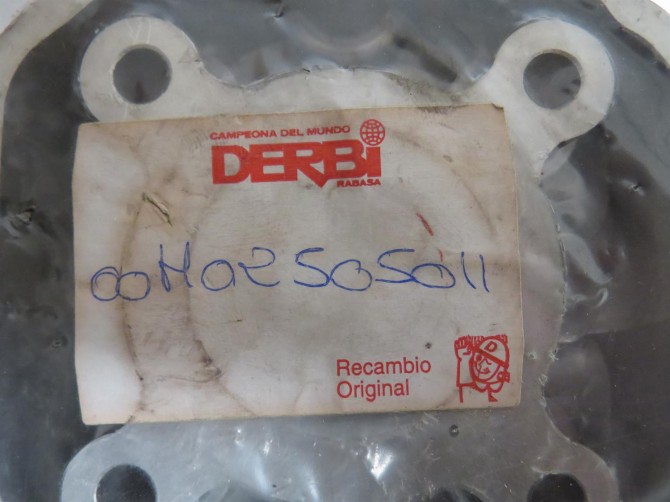 CAMPEONA DEL MUNDO
DERBi
RABASA
00H02505011
Recambio
Original
D